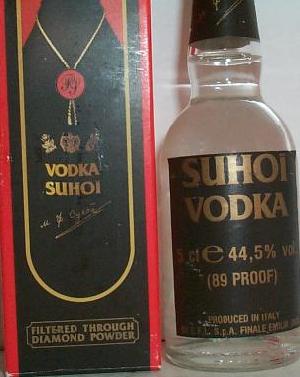 VODKA
SUHOI
FILTERED THROUGH
DIAMOND POWDER
SUHOI
VODKA
5 cl e 44,5% vol
(89 PROOF)
PRODUCED IN ITALY
S.p.A. FINALE EMILIA